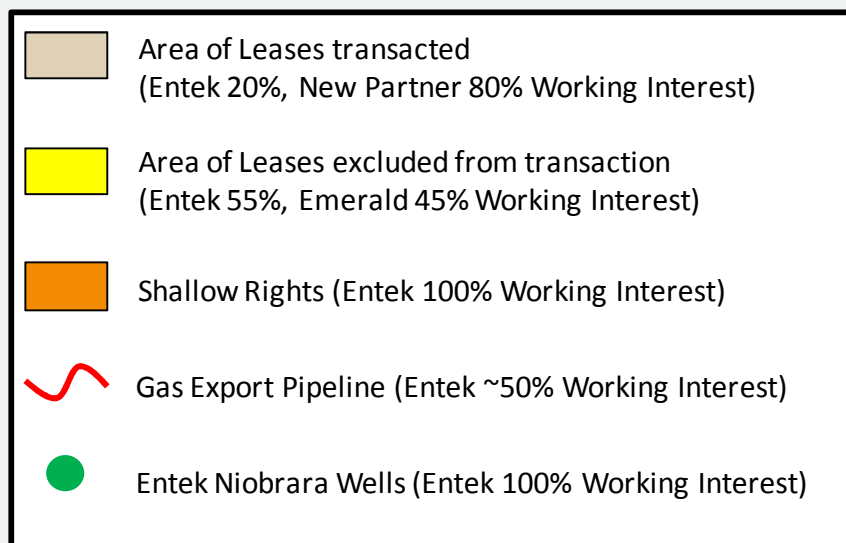 Area of Leases transacted
(Entek 20%, New Partner 80% Working Interest)
Area of Leases excluded from transaction
(Entek 55%, Emerald 45% Working Interest)
Shallow Rights (Entek 100% Working Interest)
Gas Export Pipeline (Entek ~50% Working Interest)
Entek Niobrara Wells (Entek 100% Working Interest)